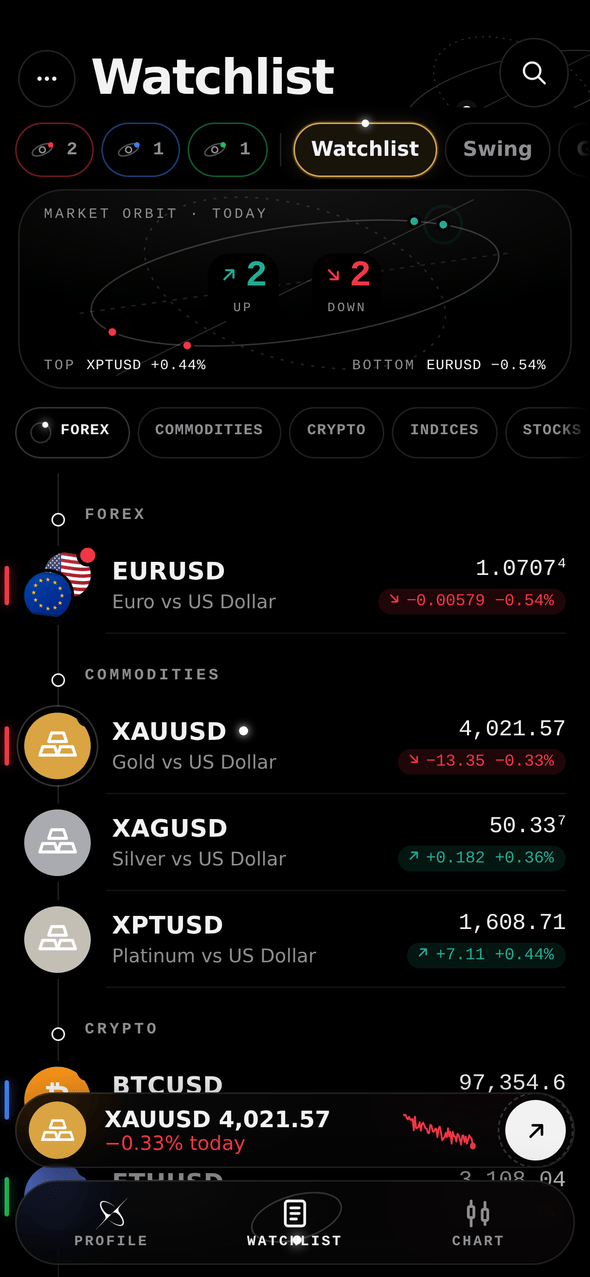 Watchlist
2 1 1 Watchlist Swing
MARKET ORBIT · TODAY
↗ 2 ↘ 2
UP DOWN
TOP XPTUSD +0.44% BOTTOM EURUSD −0.54%
FOREX COMMODITIES CRYPTO INDICES STOCKS
FOREX
EURUSD 1.0707⁴
Euro vs US Dollar ↘ −0.00579 −0.54%
COMMODITIES
XAUUSD 4,021.57
Gold vs US Dollar ↘ −13.35 −0.33%
XAGUSD 50.33⁷
Silver vs US Dollar ↗ +0.182 +0.36%
XPTUSD 1,608.71
Platinum vs US Dollar ↗ +7.11 +0.44%
CRYPTO
BTCUSD 97,354.6
XAUUSD 4,021.57
−0.33% today
ETHUSD 3,108.04
PROFILE WATCHLIST CHART